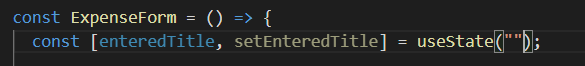 const ExpenseForm = () => {
const [enteredTitle, setEnteredTitle] = useState("");